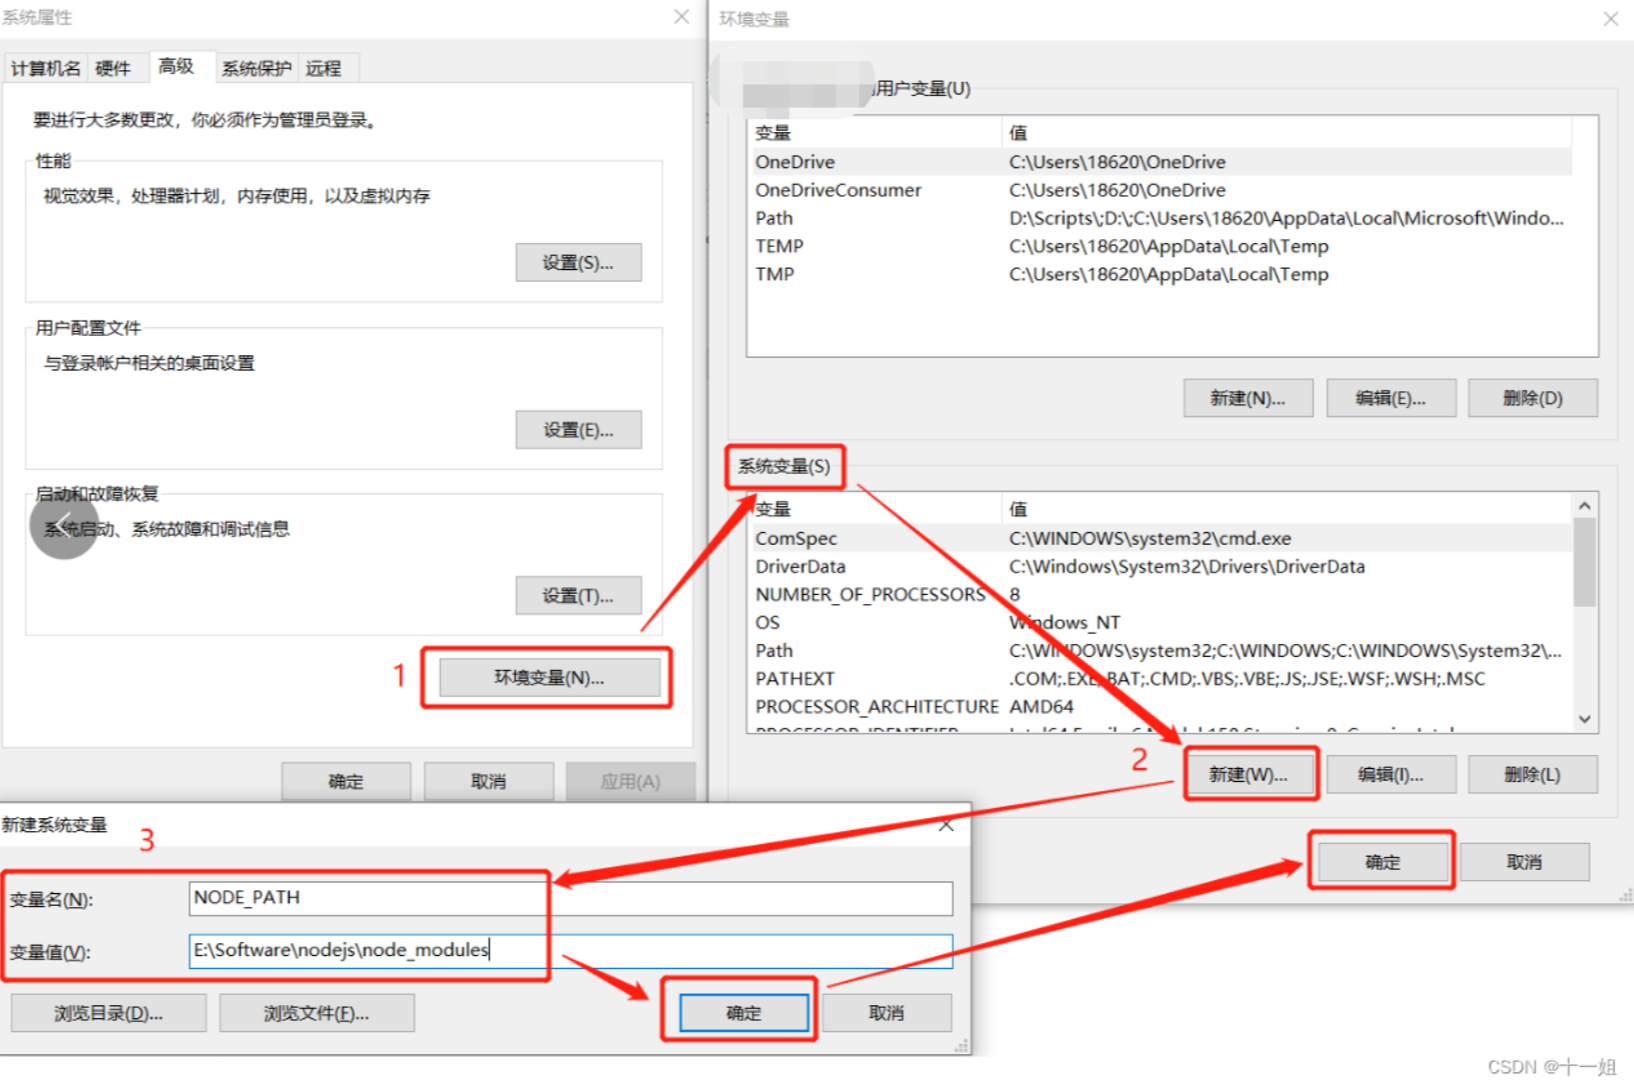 系统属性
计算机名 硬件 高级 系统保护 远程
要进行大多数更改，你必须作为管理员登录。
性能
视觉效果，处理器计划，内存使用，以及虚拟内存
设置(S)...
用户配置文件
与登录帐户相关的桌面设置
设置(E)...
启动和故障恢复
系统启动、系统故障和调试信息
设置(T)...
1
环境变量(N)...
确定 取消 应用(A)
环境变量
用户变量(U)
变量 值
OneDrive C:\Users\18620\OneDrive
OneDriveConsumer C:\Users\18620\OneDrive
Path D:\Scripts\;D:\;C:\Users\18620\AppData\Local\Microsoft\Windo...
TEMP C:\Users\18620\AppData\Local\Temp
TMP C:\Users\18620\AppData\Local\Temp
新建(N)... 编辑(E)... 删除(D)
系统变量(S)
变量 值
ComSpec C:\WINDOWS\system32\cmd.exe
DriverData C:\Windows\System32\Drivers\DriverData
NUMBER_OF_PROCESSORS 8
OS Windows_NT
Path C:\WINDOWS\system32;C:\WINDOWS;C:\WINDOWS\System32\...
PATHEXT .COM;.EXE;.BAT;.CMD;.VBS;.VBE;.JS;.JSE;.WSF;.WSH;.MSC
PROCESSOR_ARCHITECTURE AMD64
2
新建(W)... 编辑(I)... 删除(L)
确定 取消
新建系统变量
3
变量名(N): NODE_PATH
变量值(V): E:\Software\nodejs\node_modules
浏览目录(D)... 浏览文件(F)... 确定 取消
CSDN @十一姐